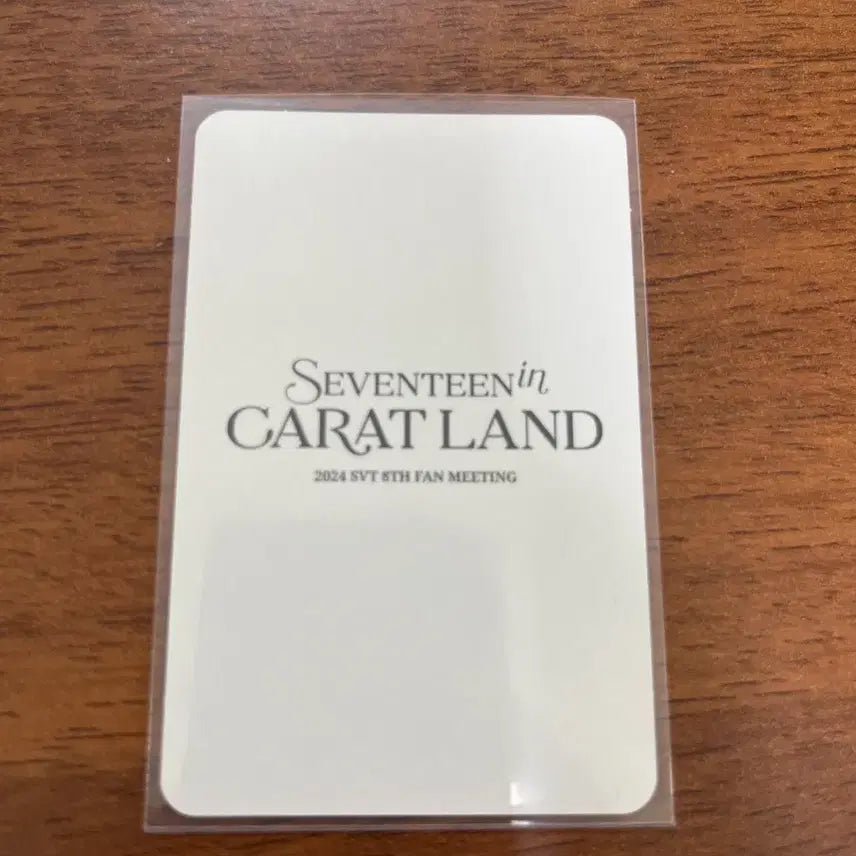 SEVENTEEN in
CARAT LAND
2024 SVT 8TH FAN MEETING